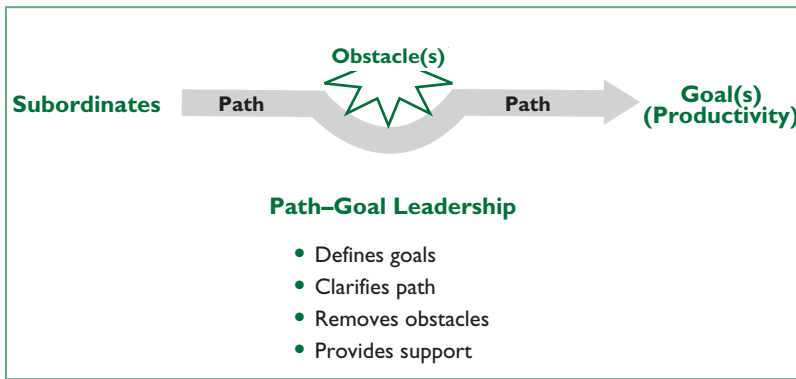 Obstacle(s)
Subordinates
Path
Path
Goal(s)
(Productivity)
Path–Goal Leadership
• Defines goals
• Clarifies path
• Removes obstacles
• Provides support